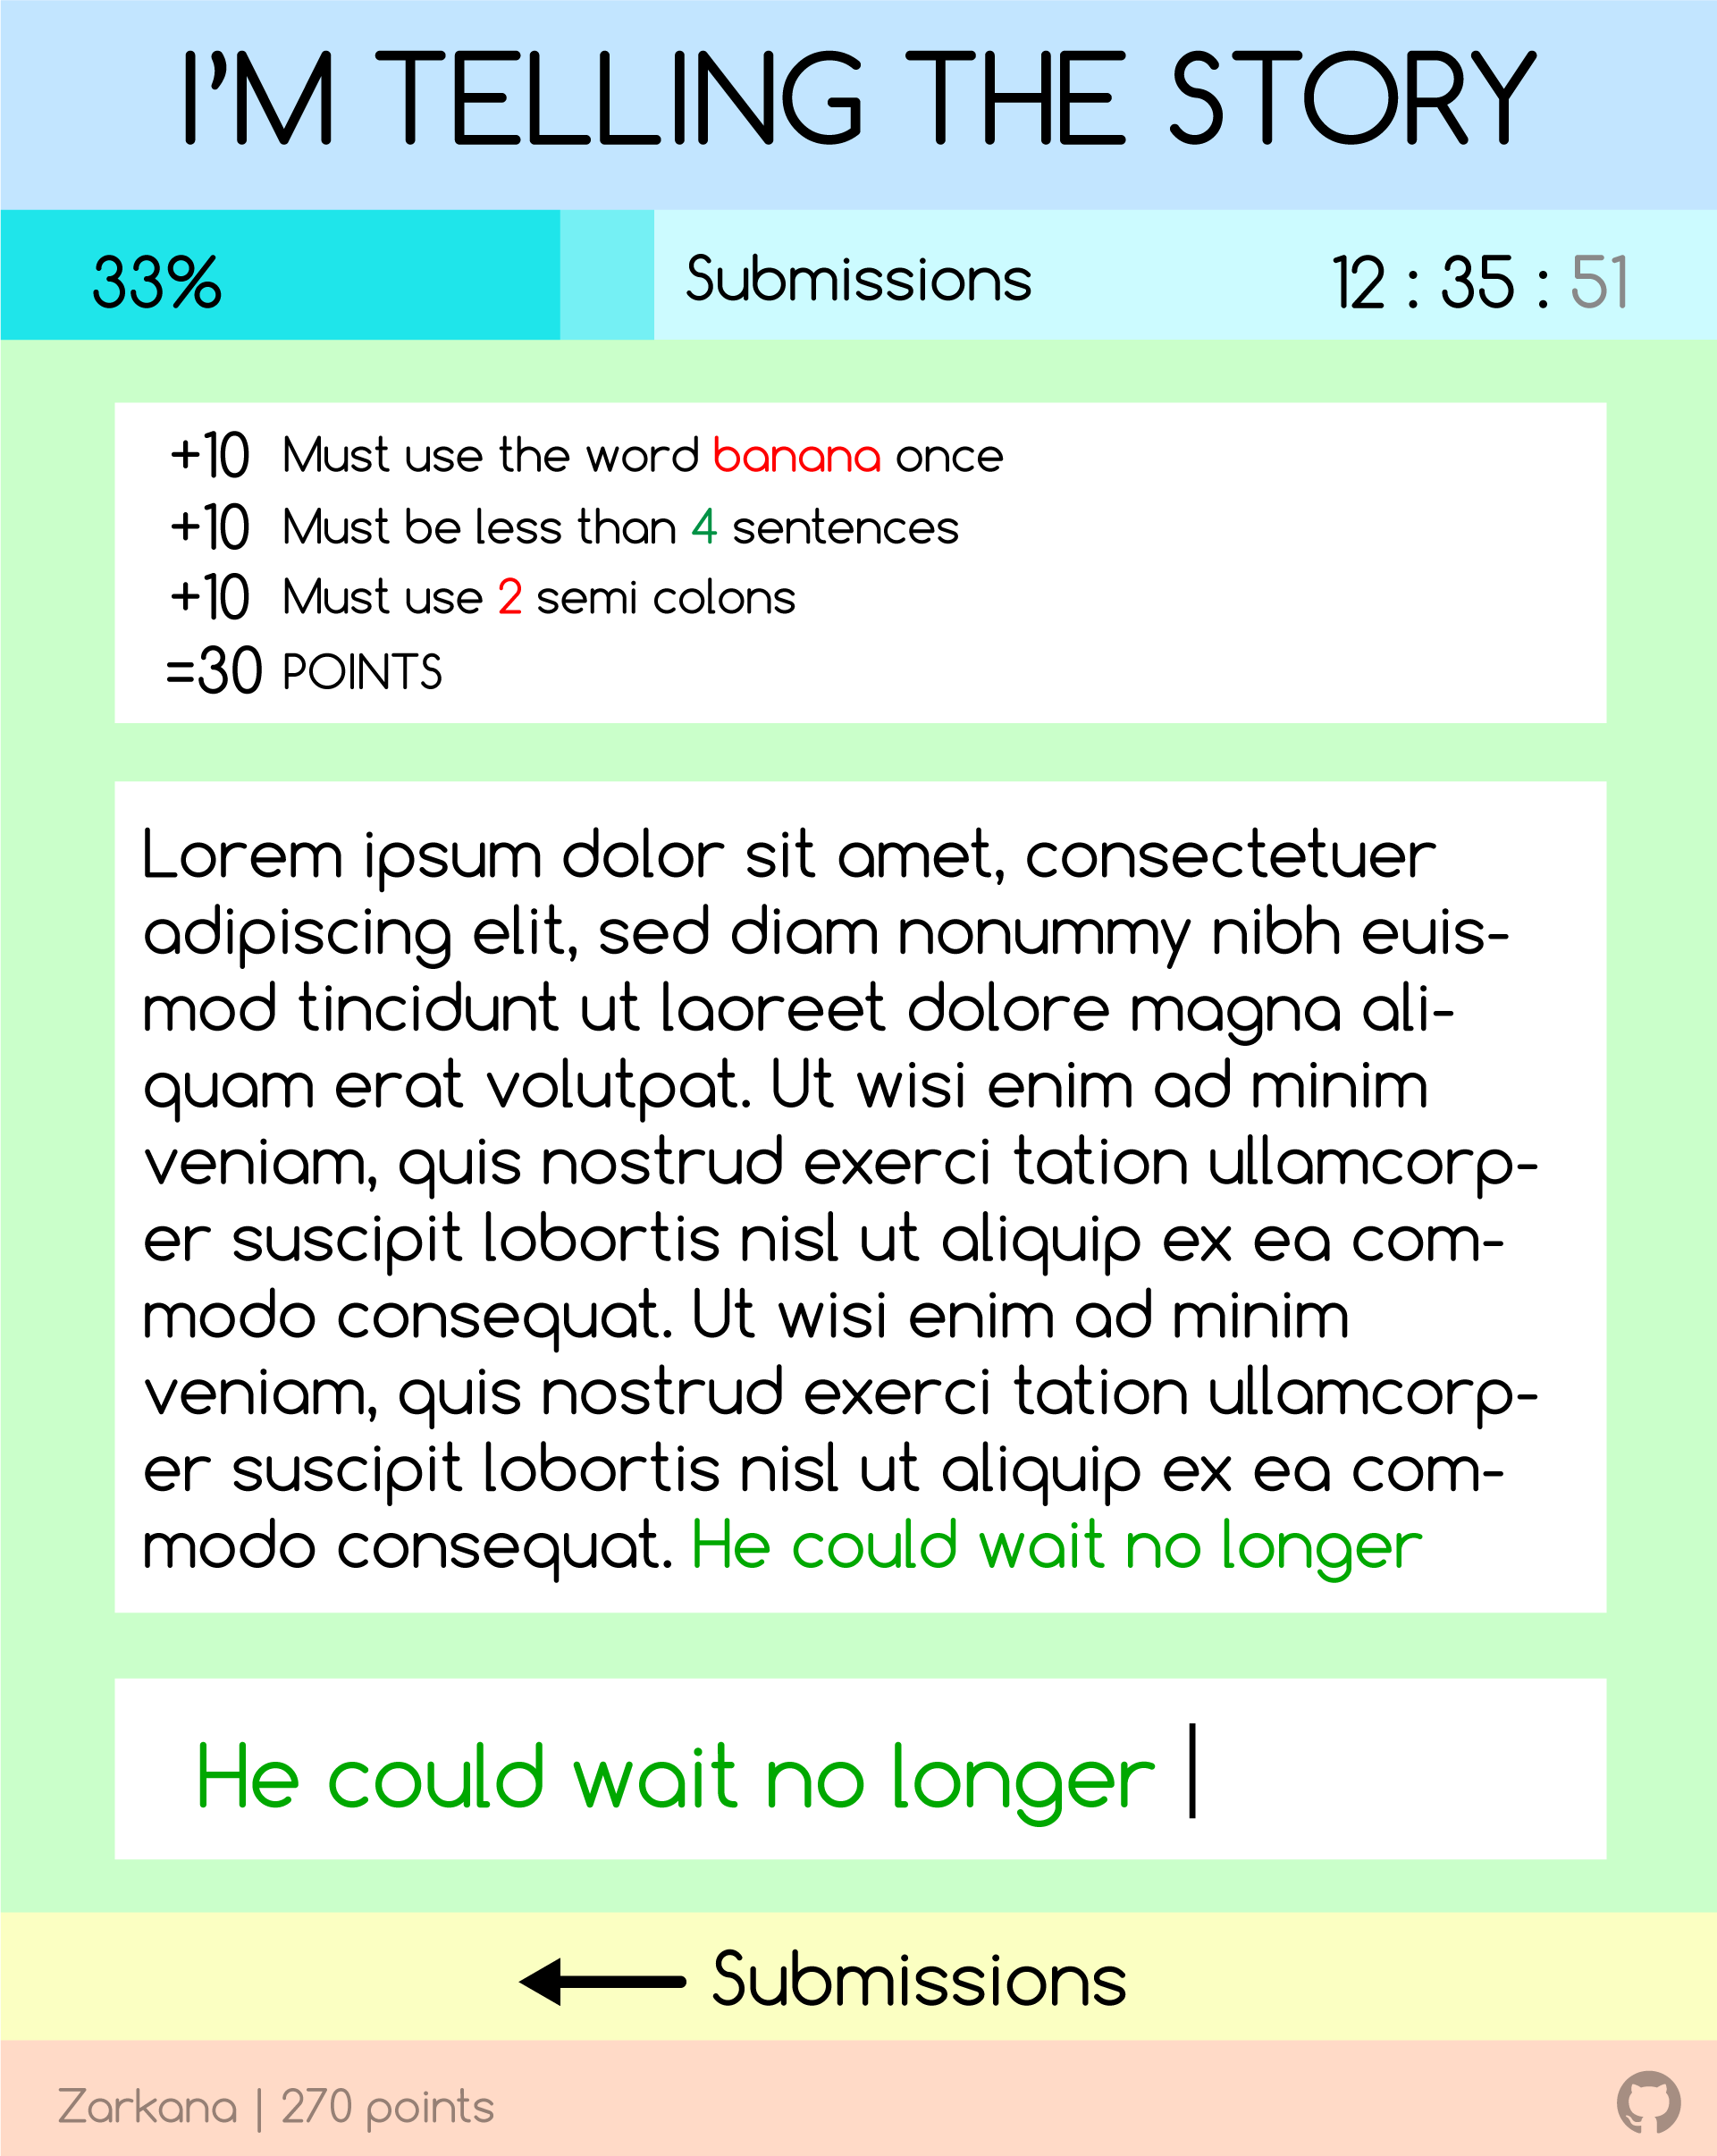 I'M TELLING THE STORY
33% Submissions 12 : 35 : 51
+10 Must use the word banana once
+10 Must be less than 4 sentences
+10 Must use 2 semi colons
=30 POINTS
Lorem ipsum dolor sit amet, consectetuer
adipiscing elit, sed diam nonummy nibh euis-
mod tincidunt ut laoreet dolore magna ali-
quam erat volutpat. Ut wisi enim ad minim
veniam, quis nostrud exerci tation ullamcorp-
er suscipit lobortis nisl ut aliquip ex ea com-
modo consequat. Ut wisi enim ad minim
veniam, quis nostrud exerci tation ullamcorp-
er suscipit lobortis nisl ut aliquip ex ea com-
modo consequat. He could wait no longer
He could wait no longer
Submissions
Zarkana | 270 points